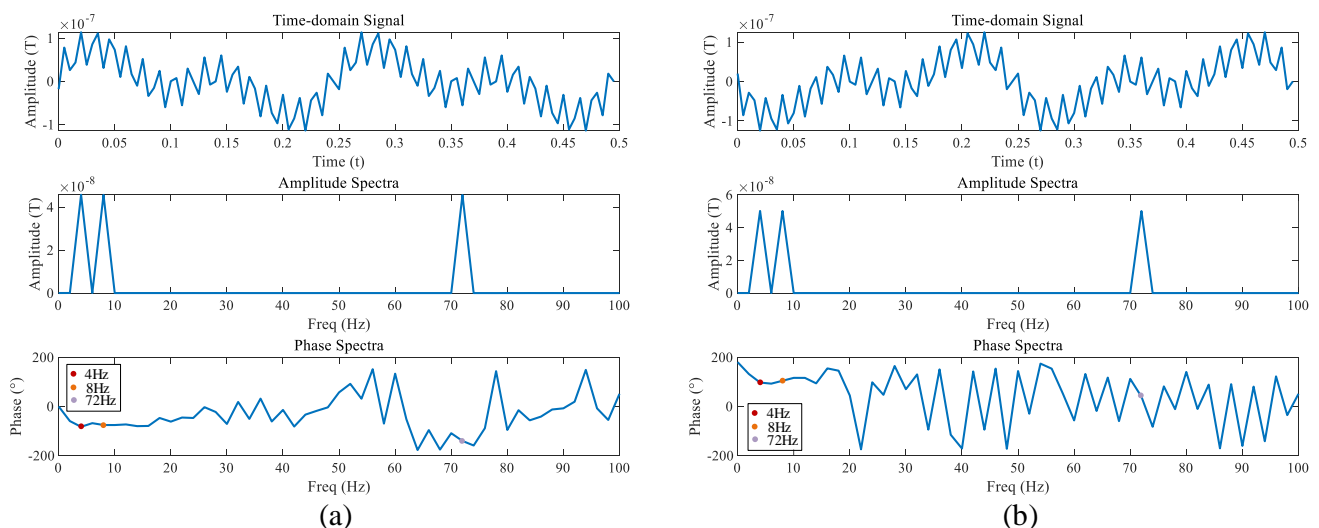 Time-domain Signal
×10⁻⁷
Amplitude (T)
1
0
-1
0 0.05 0.1 0.15 0.2 0.25 0.3 0.35 0.4 0.45 0.5
Time (t)
Amplitude Spectra
×10⁻⁸
Amplitude (T)
4
2
0
0 10 20 30 40 50 60 70 80 90 100
Freq (Hz)
Phase Spectra
Phase (°)
200
0
-200
4Hz
8Hz
72Hz
0 10 20 30 40 50 60 70 80 90 100
Freq (Hz)
(a)
Time-domain Signal
×10⁻⁷
Amplitude (T)
1
0
-1
0 0.05 0.1 0.15 0.2 0.25 0.3 0.35 0.4 0.45 0.5
Time (t)
Amplitude Spectra
×10⁻⁸
Amplitude (T)
6
4
2
0
0 10 20 30 40 50 60 70 80 90 100
Freq (Hz)
Phase Spectra
Phase (°)
200
0
-200
4Hz
8Hz
72Hz
0 10 20 30 40 50 60 70 80 90 100
Freq (Hz)
(b)